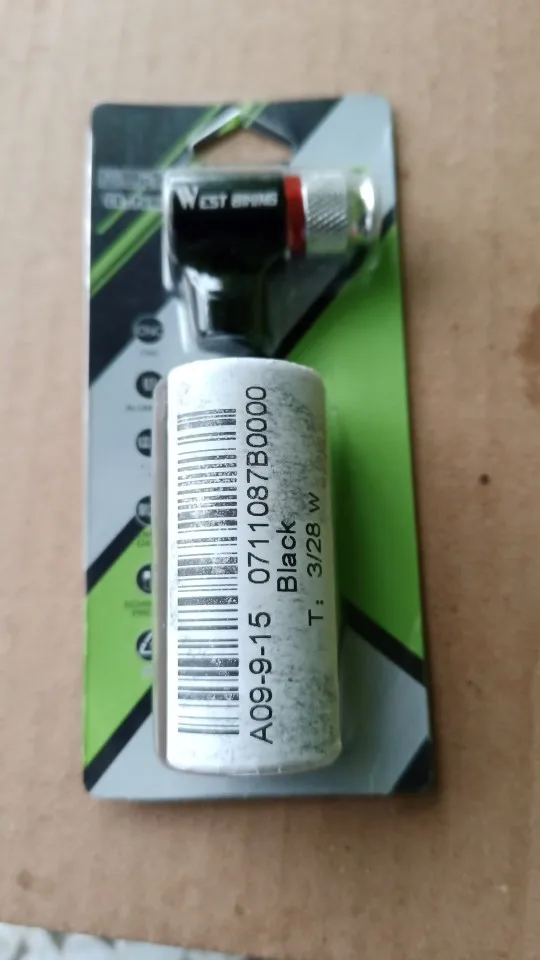 WEST BIKING
A09-9-15 0711087B0000
Black
T: 3/28 w